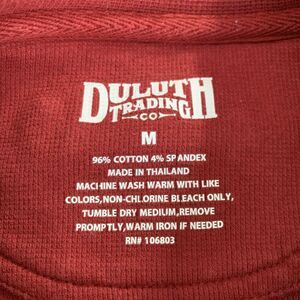 DULUTH
TRADING
CO
M
96% COTTON 4% SPANDEX
MADE IN THAILAND
MACHINE WASH WARM WITH LIKE
COLORS,NON-CHLORINE BLEACH ONLY,
TUMBLE DRY MEDIUM,REMOVE
PROMPTLY,WARM IRON IF NEEDED
RN# 106803